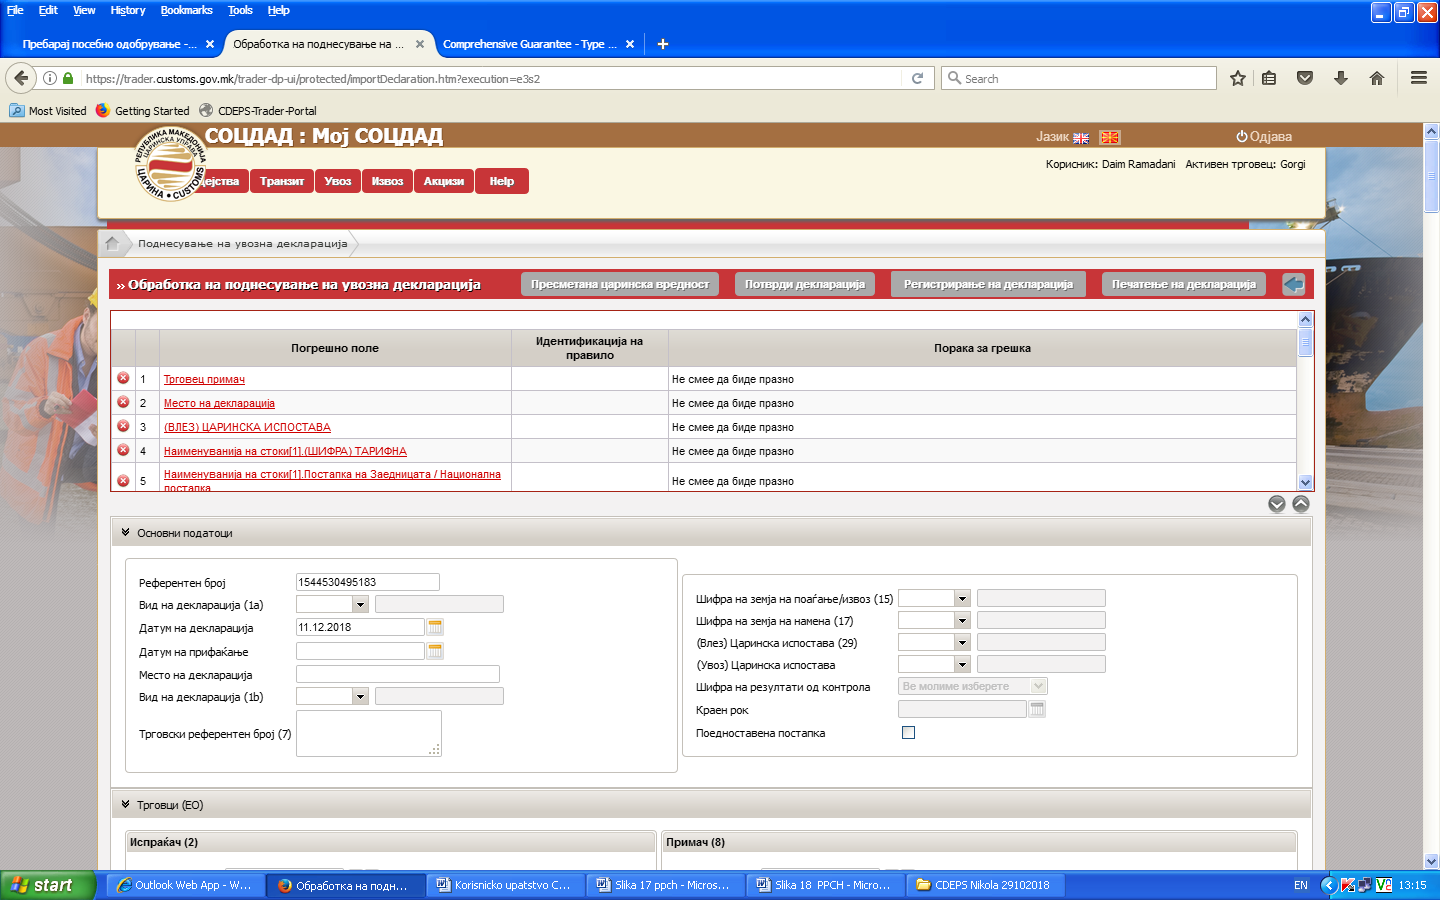 File Edit View History Bookmarks Tools Help
Пребарај посебно одобрување -... Обработка на поднесување на ... Comprehensive Guarantee - Type ...
https://trader.customs.gov.mk/trader-dp-ui/protected/importDeclaration.htm?execution=e3s2 Search
Most Visited Getting Started CDEPS-Trader-Portal
СОЦДАД : Мој СОЦДАД Јазик Одјава
РЕПУБЛИКА МАКЕДОНИЈА ЦАРИНСКА УПРАВА ЦАРИНА • CUSTOMS
Корисник: Daim Ramadani Активен трговец: Gorgi
дејства Транзит Увоз Извоз Акцизи Help
Поднесување на увозна декларација
›› Обработка на поднесување на увозна декларација Пресметана царинска вредност Потврди декларација Регистрирање на декларација Печатење на декларација
Погрешно поле Идентификација на правило Порака за грешка
1 Трговец примач Не смее да биде празно
2 Место на декларација Не смее да биде празно
3 (ВЛЕЗ) ЦАРИНСКА ИСПОСТАВА Не смее да биде празно
4 Наименуванија на стоки[1].(ШИФРА) ТАРИФНА Не смее да биде празно
5 Наименуванија на стоки[1].Постапка на Заедницата / Национална постапка Не смее да биде празно
Основни податоци
Референтен број 1544530495183
Вид на декларација (1a)
Датум на декларација 11.12.2018
Датум на прифаќање
Место на декларација
Вид на декларација (1b)
Трговски референтен број (7)
Шифра на земја на поаѓање/извоз (15)
Шифра на земја на намена (17)
(Влез) Царинска испостава (29)
(Увоз) Царинска испостава
Шифра на резултати од контрола Ве молиме изберете
Краен рок
Поедноставена постапка
Трговци (ЕО)
Испраќач (2) Примач (8)
start Outlook Web App - W... Обработка на подн... Korisnicko upatstvo C... Slika 17 ppch - Micros... Slika 18 PPCH - Micro... CDEPS Nikola 29102018 EN 13:15